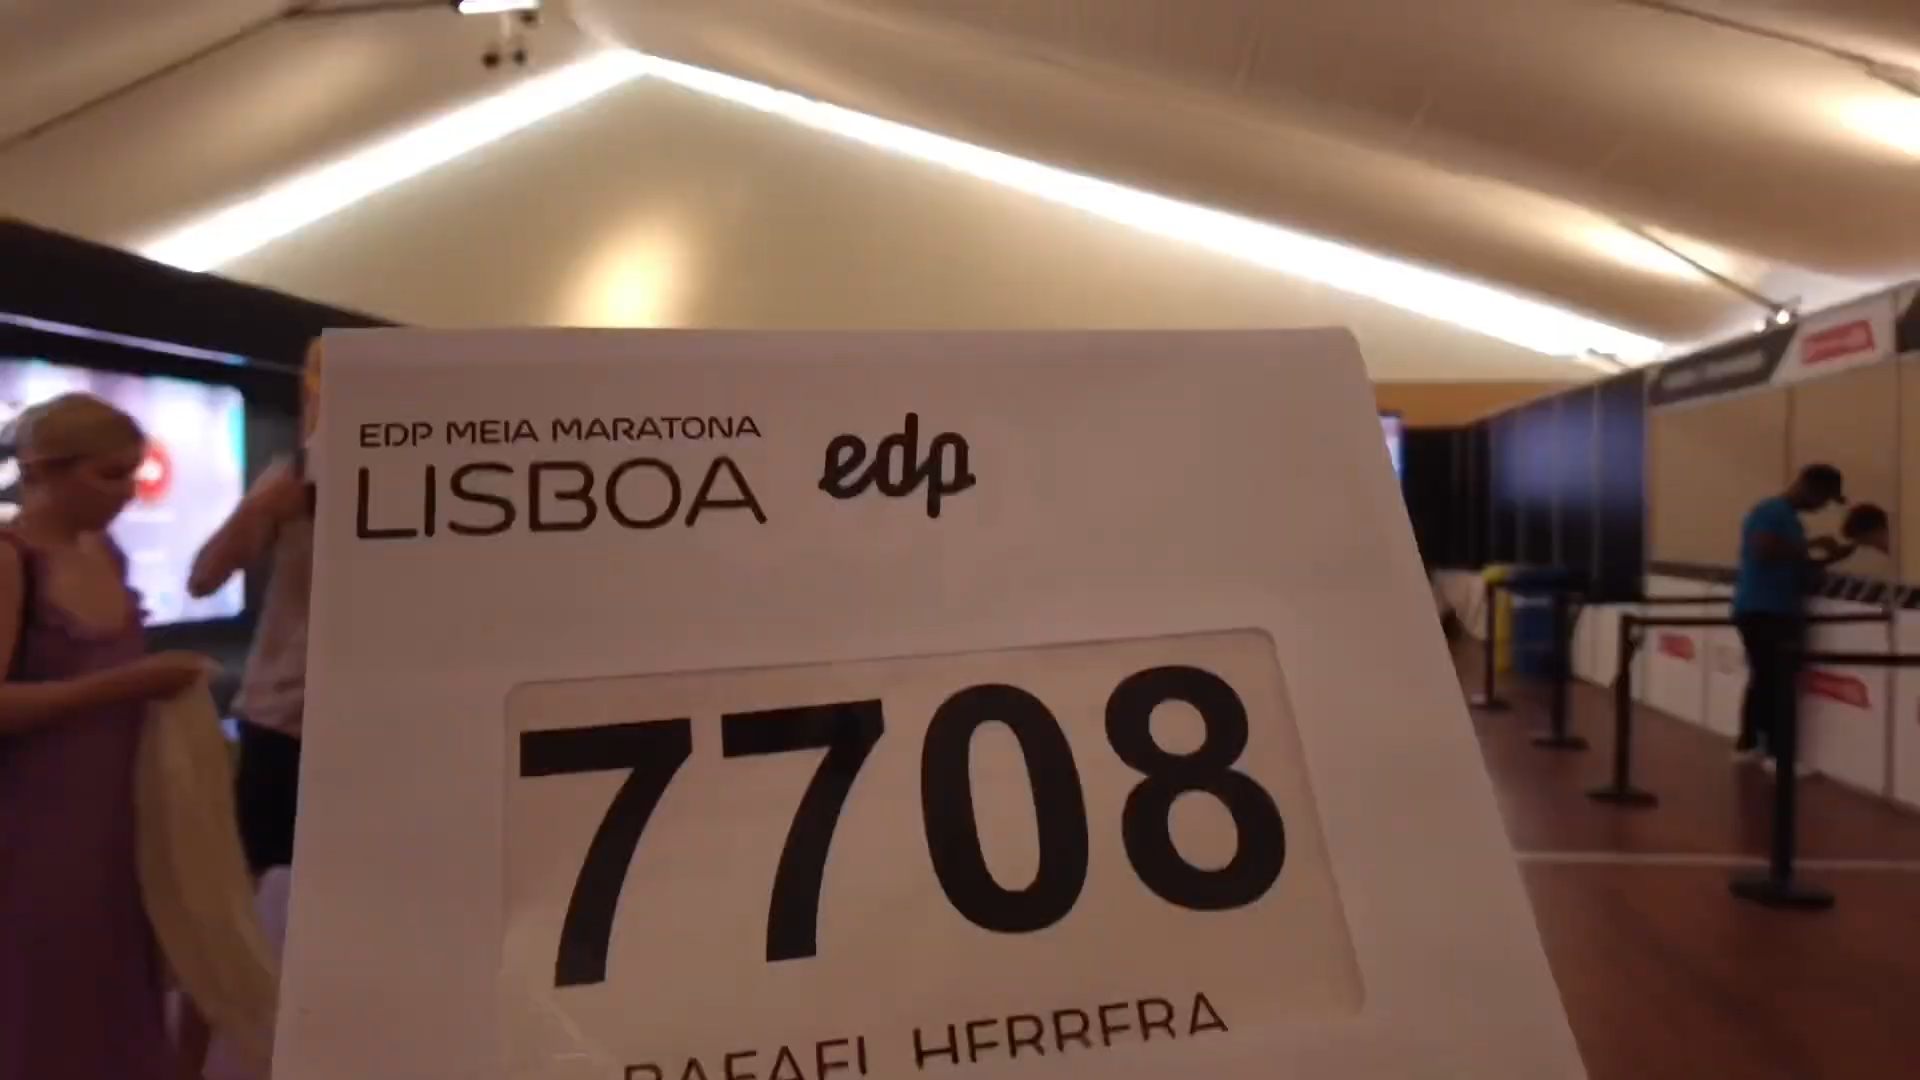 EDP MEIA MARATONA
LISBOA
edp
7708
RAFAEL HERRERA